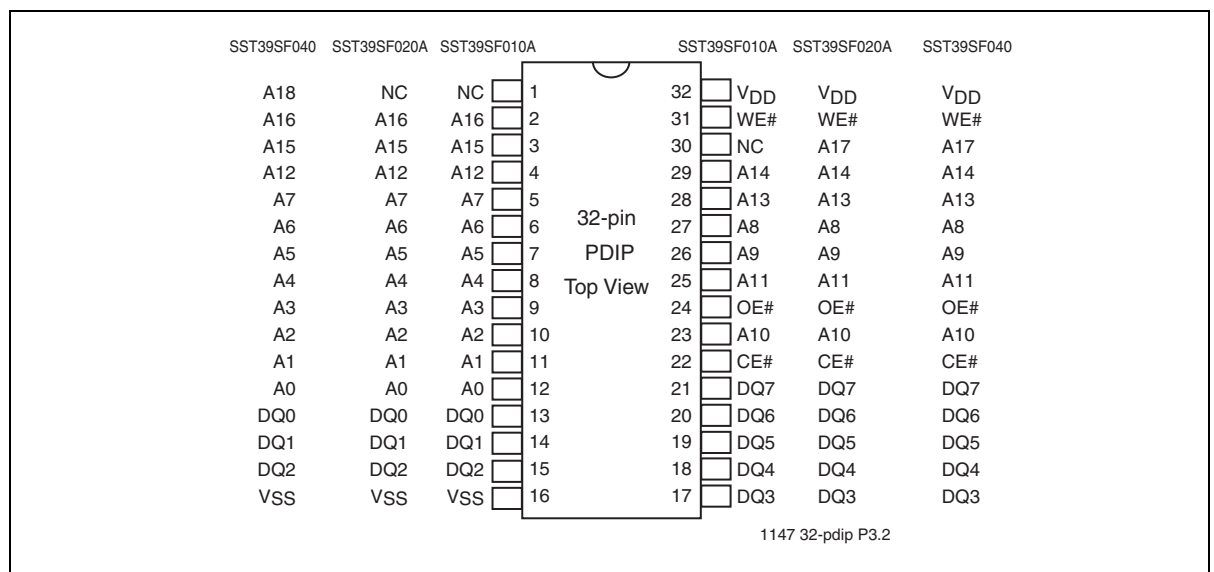 SST39SF040 SST39SF020A SST39SF010A SST39SF010A SST39SF020A SST39SF040
A18 NC NC 1 32 VDD VDD VDD
A16 A16 A16 2 31 WE# WE# WE#
A15 A15 A15 3 30 NC A17 A17
A12 A12 A12 4 29 A14 A14 A14
A7 A7 A7 5 28 A13 A13 A13
A6 A6 A6 6 32-pin 27 A8 A8 A8
A5 A5 A5 7 PDIP 26 A9 A9 A9
A4 A4 A4 8 Top View 25 A11 A11 A11
A3 A3 A3 9 24 OE# OE# OE#
A2 A2 A2 10 23 A10 A10 A10
A1 A1 A1 11 22 CE# CE# CE#
A0 A0 A0 12 21 DQ7 DQ7 DQ7
DQ0 DQ0 DQ0 13 20 DQ6 DQ6 DQ6
DQ1 DQ1 DQ1 14 19 DQ5 DQ5 DQ5
DQ2 DQ2 DQ2 15 18 DQ4 DQ4 DQ4
VSS VSS VSS 16 17 DQ3 DQ3 DQ3
1147 32-pdip P3.2